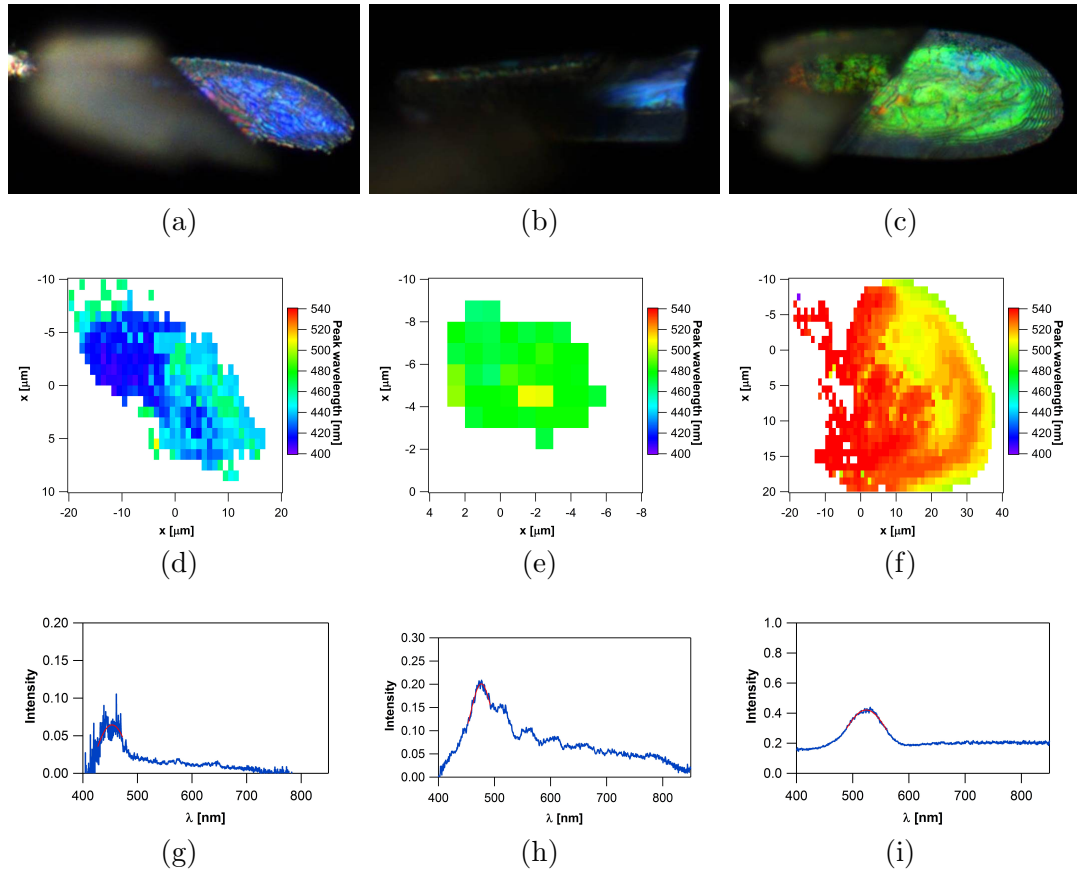 (a) (b) (c)
-10
-5
0
5
10
-20 -10 0 10 20
x [μm]
x [μm]
540
520
500
480
460
440
420
400
Peak wavelength [nm]
(d)
-10
-8
-6
-4
-2
0
4 2 0 -2 -4 -6 -8
x [μm]
x [μm]
540
520
500
480
460
440
420
400
Peak wavelength [nm]
(e)
-10
-5
0
5
10
15
20
-20 -10 0 10 20 30 40
x [μm]
x [μm]
540
520
500
480
460
440
420
400
Peak wavelength [nm]
(f)
0.20
0.15
0.10
0.05
0.00
400 500 600 700 800
Intensity
λ [nm]
(g)
0.30
0.25
0.20
0.15
0.10
0.05
0.00
400 500 600 700 800
Intensity
λ [nm]
(h)
1.0
0.8
0.6
0.4
0.2
0.0
400 500 600 700 800
Intensity
λ [nm]
(i)